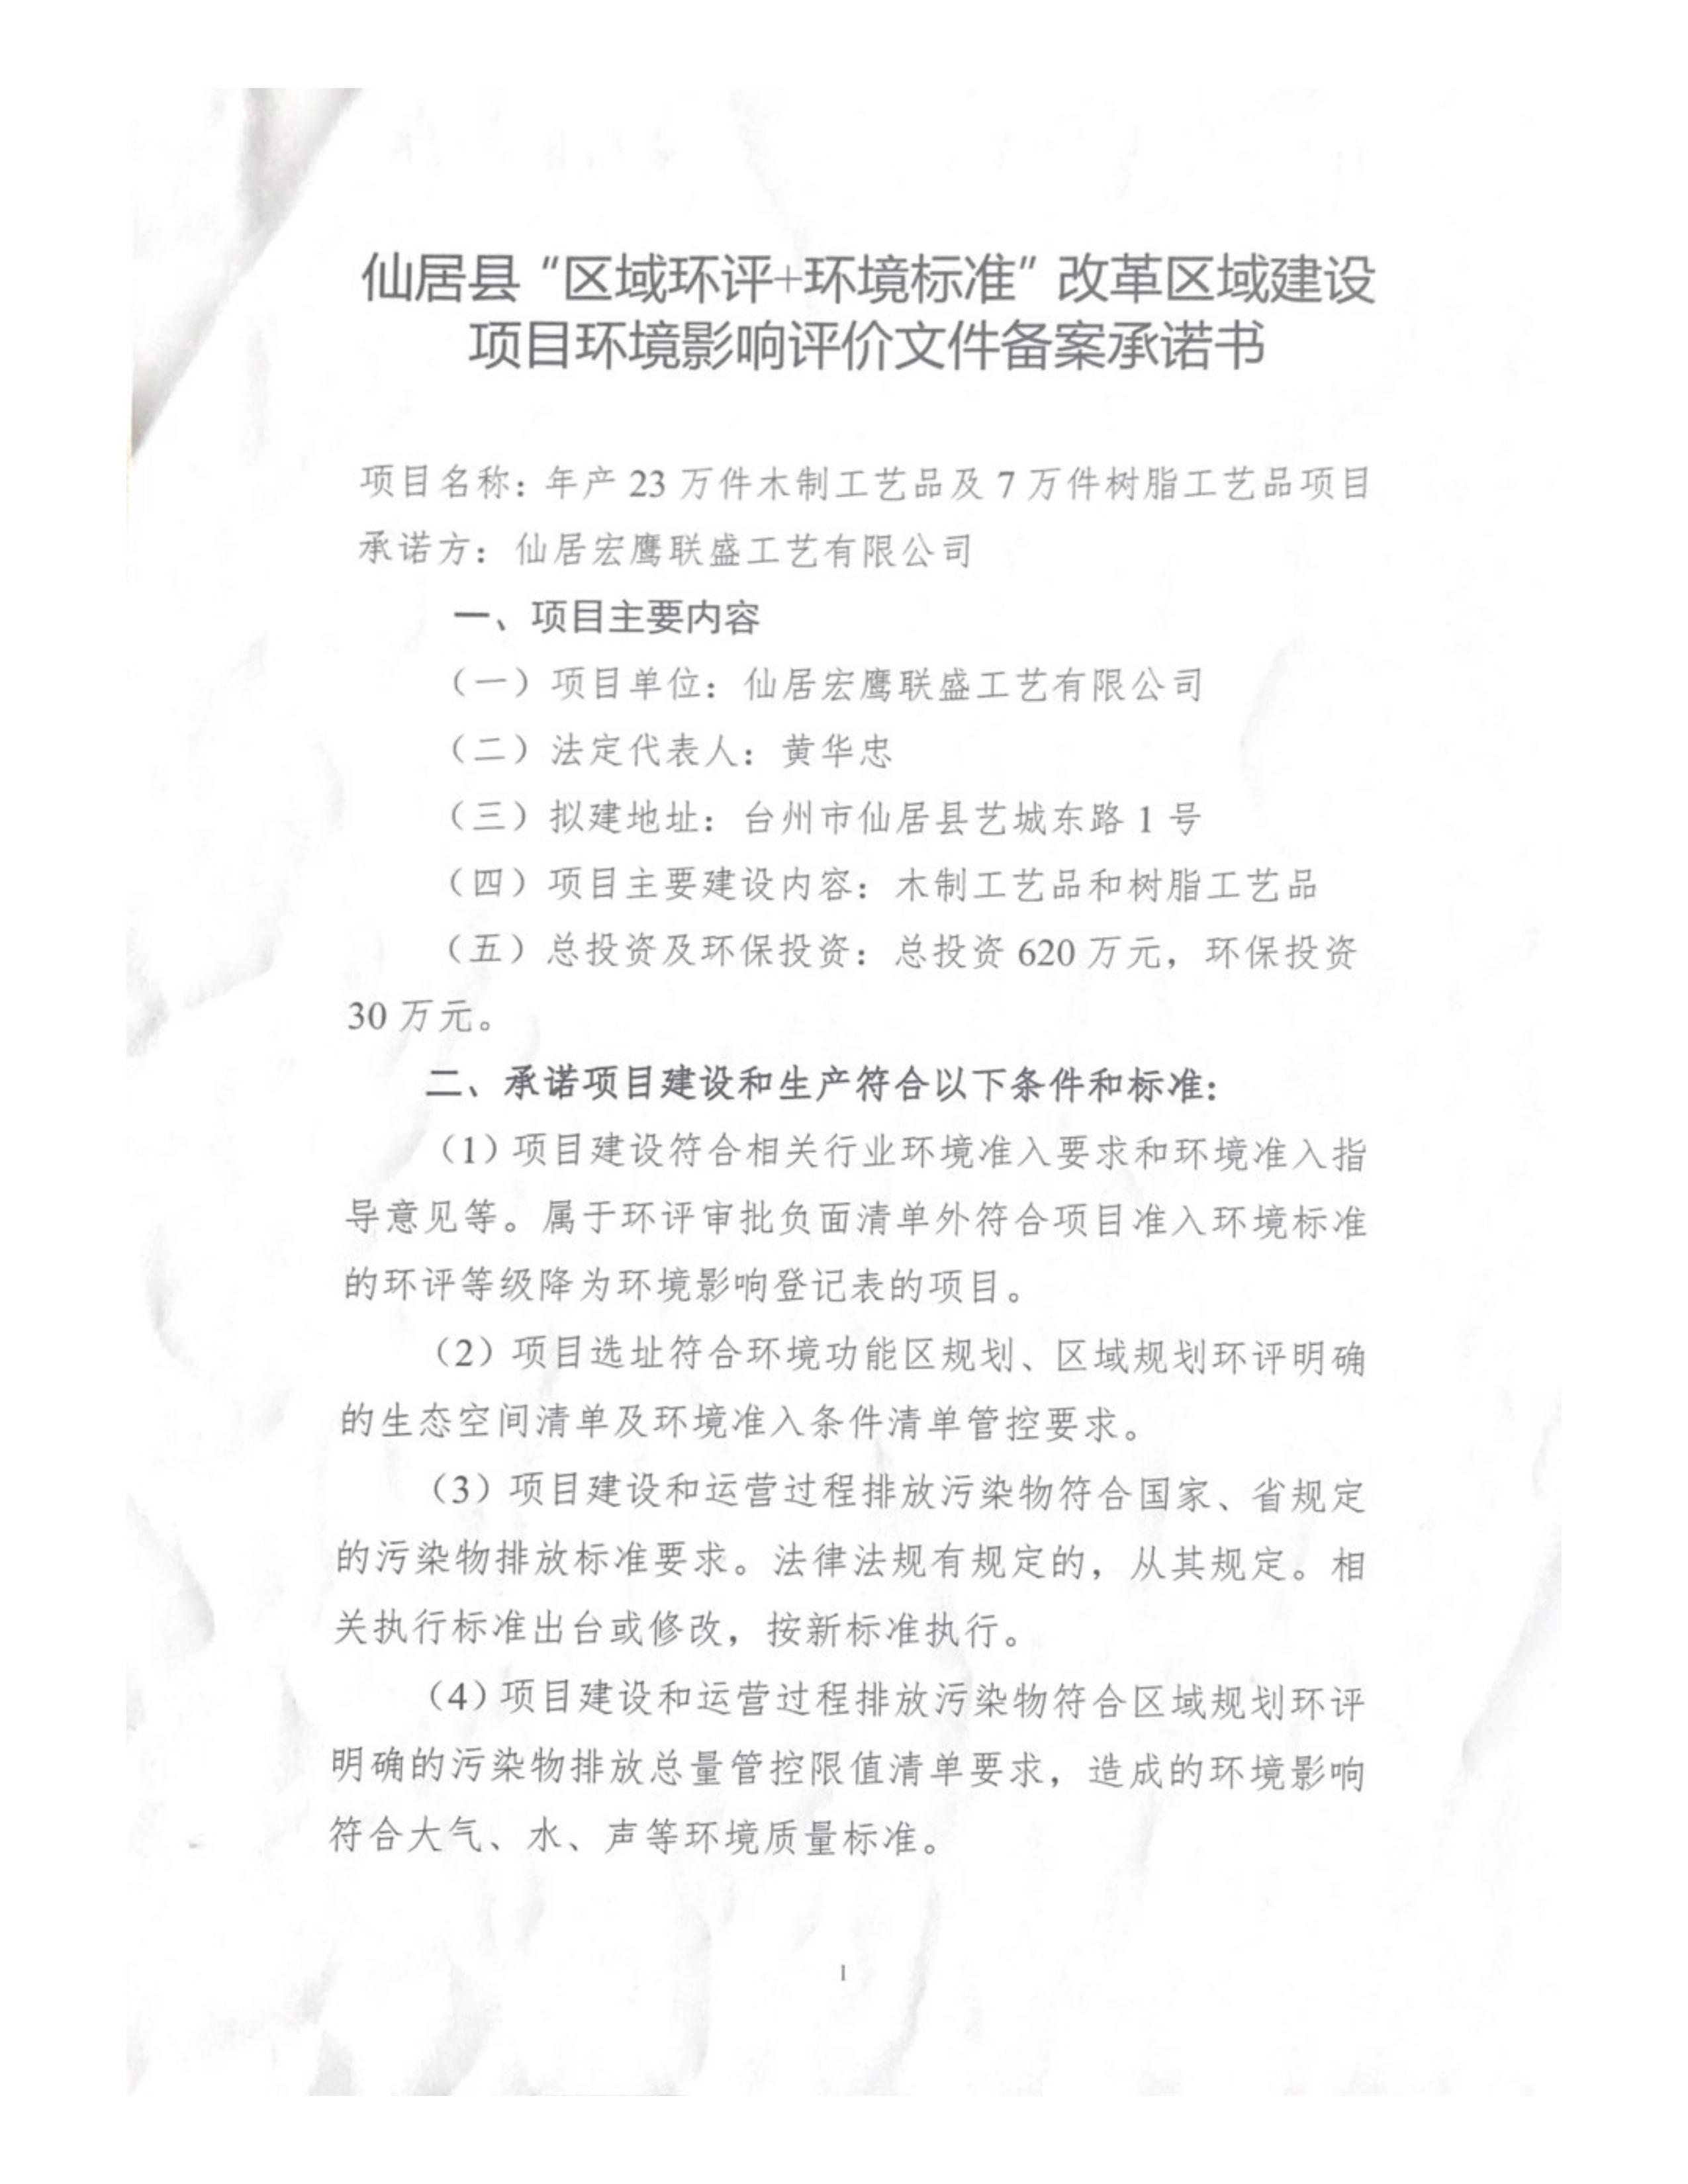 仙居县“区域环评+环境标准”改革区域建设
项目环境影响评价文件备案承诺书
项目名称：年产 23 万件木制工艺品及 7 万件树脂工艺品项目
承诺方：仙居宏鹰联盛工艺有限公司
一、项目主要内容
（一）项目单位：仙居宏鹰联盛工艺有限公司
（二）法定代表人：黄华忠
（三）拟建地址：台州市仙居县艺城东路 1 号
（四）项目主要建设内容：木制工艺品和树脂工艺品
（五）总投资及环保投资：总投资 620 万元，环保投资
30 万元。
二、承诺项目建设和生产符合以下条件和标准：
（1）项目建设符合相关行业环境准入要求和环境准入指
导意见等。属于环评审批负面清单外符合项目准入环境标准
的环评等级降为环境影响登记表的项目。
（2）项目选址符合环境功能区规划、区域规划环评明确
的生态空间清单及环境准入条件清单管控要求。
（3）项目建设和运营过程排放污染物符合国家、省规定
的污染物排放标准要求。法律法规有规定的，从其规定。相
关执行标准出台或修改，按新标准执行。
（4）项目建设和运营过程排放污染物符合区域规划环评
明确的污染物排放总量管控限值清单要求，造成的环境影响
符合大气、水、声等环境质量标准。
1